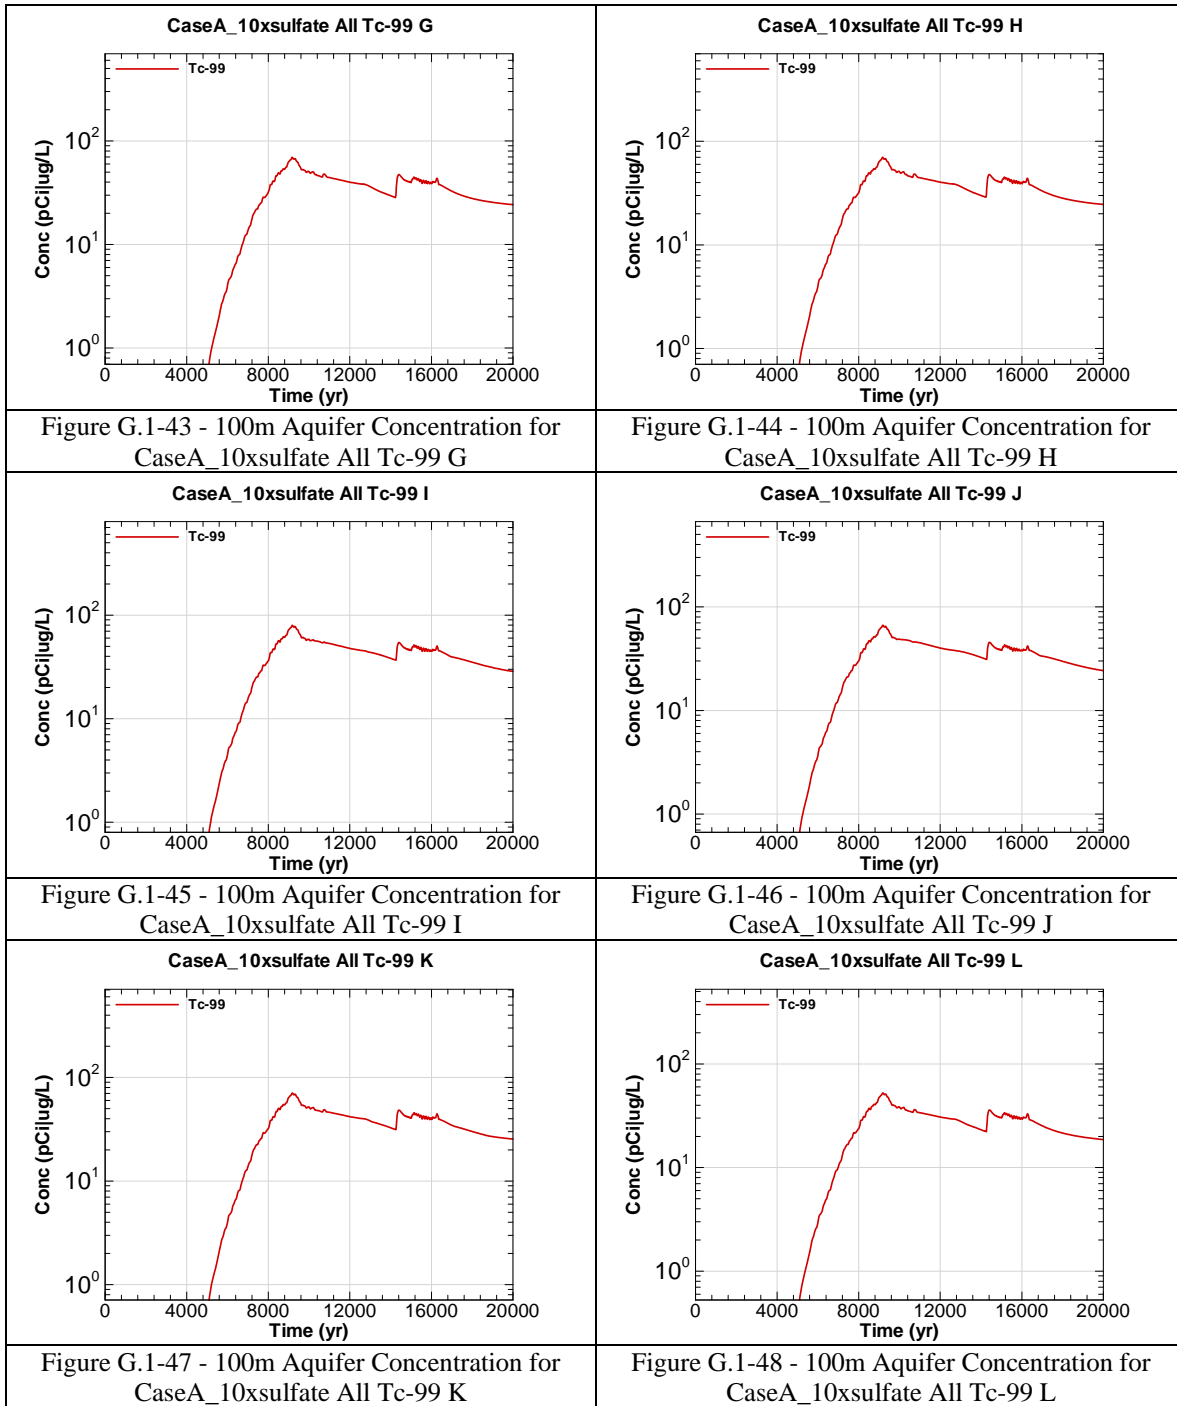 CaseA_10xsulfate All Tc-99 G
Tc-99
10^2
10^1
10^0
Conc (pCi|ug/L)
0 4000 8000 12000 16000 20000
Time (yr)
Figure G.1-43 - 100m Aquifer Concentration for
CaseA_10xsulfate All Tc-99 G
CaseA_10xsulfate All Tc-99 H
Tc-99
10^2
10^1
10^0
Conc (pCi|ug/L)
0 4000 8000 12000 16000 20000
Time (yr)
Figure G.1-44 - 100m Aquifer Concentration for
CaseA_10xsulfate All Tc-99 H
CaseA_10xsulfate All Tc-99 I
Tc-99
10^2
10^1
10^0
Conc (pCi|ug/L)
0 4000 8000 12000 16000 20000
Time (yr)
Figure G.1-45 - 100m Aquifer Concentration for
CaseA_10xsulfate All Tc-99 I
CaseA_10xsulfate All Tc-99 J
Tc-99
10^2
10^1
10^0
Conc (pCi|ug/L)
0 4000 8000 12000 16000 20000
Time (yr)
Figure G.1-46 - 100m Aquifer Concentration for
CaseA_10xsulfate All Tc-99 J
CaseA_10xsulfate All Tc-99 K
Tc-99
10^2
10^1
10^0
Conc (pCi|ug/L)
0 4000 8000 12000 16000 20000
Time (yr)
Figure G.1-47 - 100m Aquifer Concentration for
CaseA_10xsulfate All Tc-99 K
CaseA_10xsulfate All Tc-99 L
Tc-99
10^2
10^1
10^0
Conc (pCi|ug/L)
0 4000 8000 12000 16000 20000
Time (yr)
Figure G.1-48 - 100m Aquifer Concentration for
CaseA_10xsulfate All Tc-99 L